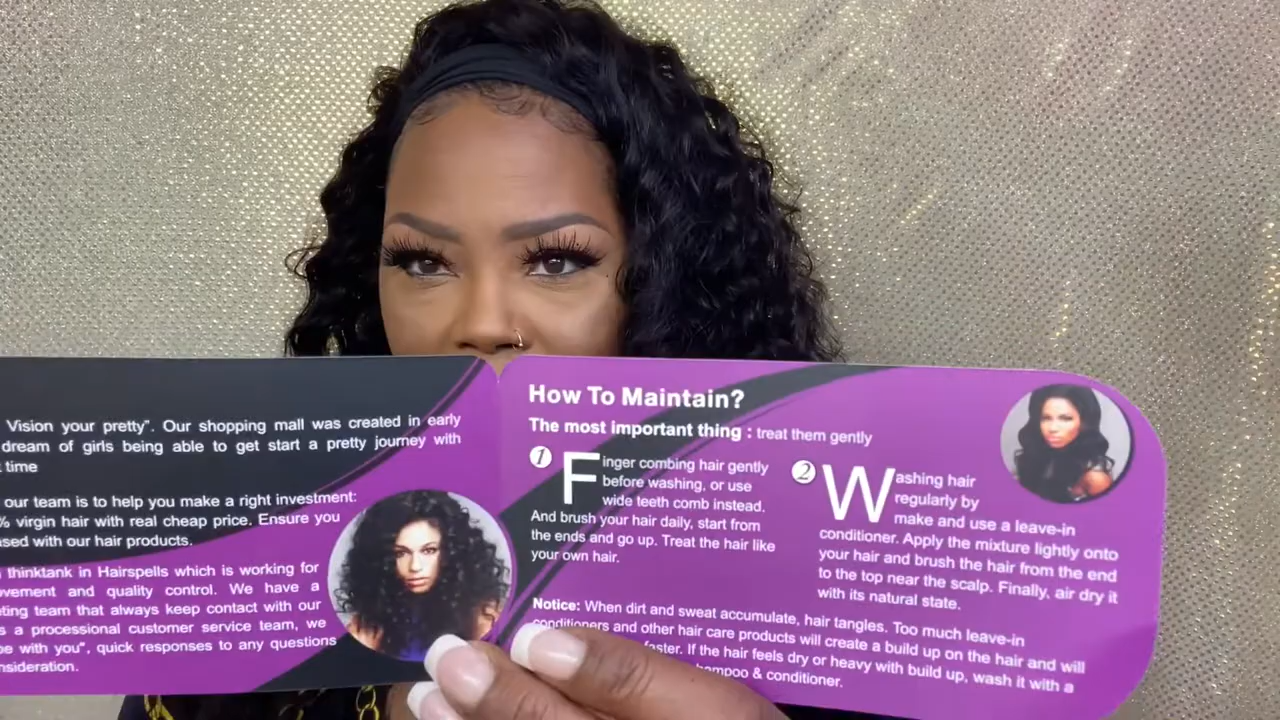 Vision your pretty". Our shopping mall was created in early
dream of girls being able to get start a pretty journey with
time
our team is to help you make a right investment:
% virgin hair with real cheap price. Ensure you
sed with our hair products.
thinktank in Hairspells which is working for
vement and quality control. We have a
ting team that always keep contact with our
s a processional customer service team, we
be with you", quick responses to any questions
nsideration.
How To Maintain?
The most important thing : treat them gently
1 Finger combing hair gently
before washing, or use
wide teeth comb instead.
And brush your hair daily, start from
the ends and go up. Treat the hair like
your own hair.
2 Washing hair
regularly by
make and use a leave-in
conditioner. Apply the mixture lightly onto
your hair and brush the hair from the end
to the top near the scalp. Finally, air dry it
with its natural state.
Notice: When dirt and sweat accumulate, hair tangles. Too much leave-in
conditioners and other hair care products will create a build up on the hair and will
faster. If the hair feels dry or heavy with build up, wash it with a
shampoo & conditioner.